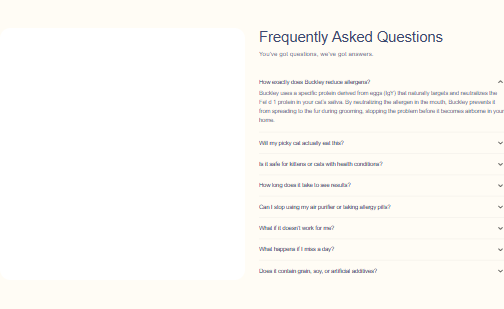 Frequently Asked Questions
You've got questions, we've got answers.
How exactly does Buckley reduce allergens?
Buckley uses a specific protein derived from eggs (IgY) that naturally targets and neutralizes the
Fel d 1 protein in your cat's saliva. By neutralizing the allergen in the mouth, Buckley prevents it
from spreading to the fur during grooming, stopping the problem before it becomes airborne in your
home.
Will my picky cat actually eat this?
Is it safe for kittens or cats with health conditions?
How long does it take to see results?
Can I stop using my air purifier or taking allergy pills?
What if it doesn't work for me?
What happens if I miss a day?
Does it contain grain, soy, or artificial additives?